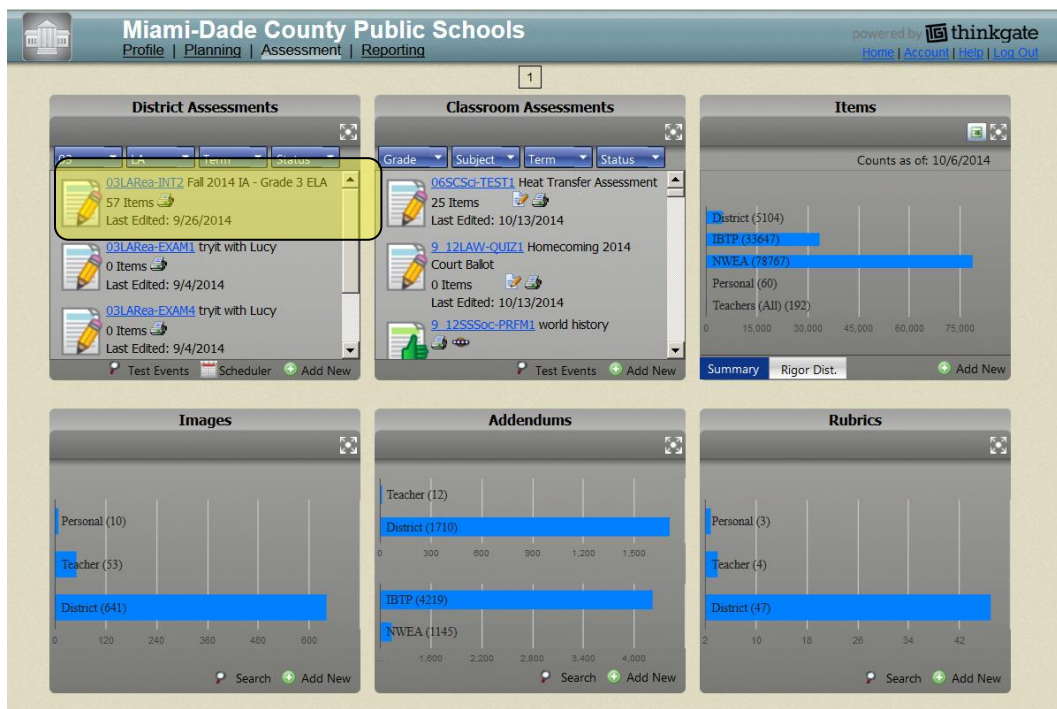 Miami-Dade County Public Schools
powered by thinkgate
Profile | Planning | Assessment | Reporting
Home | Account | Help | Log Out
1
District Assessments
03 LA Term Status
03LARea-INT2 Fall 2014 IA - Grade 3 ELA
57 Items
Last Edited: 9/26/2014
03LARea-EXAM1 tryit with Lucy
0 Items
Last Edited: 9/4/2014
03LARea-EXAM4 tryit with Lucy
0 Items
Last Edited: 9/4/2014
Test Events Scheduler Add New
Classroom Assessments
Grade Subject Term Status
06SCSci-TEST1 Heat Transfer Assessment
25 Items
Last Edited: 10/13/2014
9_12LAW-QUIZ1 Homecoming 2014
Court Ballot
0 Items
Last Edited: 10/13/2014
9_12SSSoc-PRFM1 world history
Test Events Add New
Items
Counts as of: 10/6/2014
District (5104)
IBTP (33647)
NWEA (78767)
Personal (60)
Teachers (All) (192)
0 15,000 30,000 45,000 60,000 75,000
Summary Rigor Dist. Add New
Images
Personal (10)
Teacher (53)
District (641)
0 120 240 360 480 600
Search Add New
Addendums
Teacher (12)
District (1710)
0 300 600 900 1,200 1,500
IBTP (4219)
NWEA (1145)
1,600 2,200 2,800 3,400 4,000
Search Add New
Rubrics
Personal (3)
Teacher (4)
District (47)
2 10 18 26 34 42
Search Add New